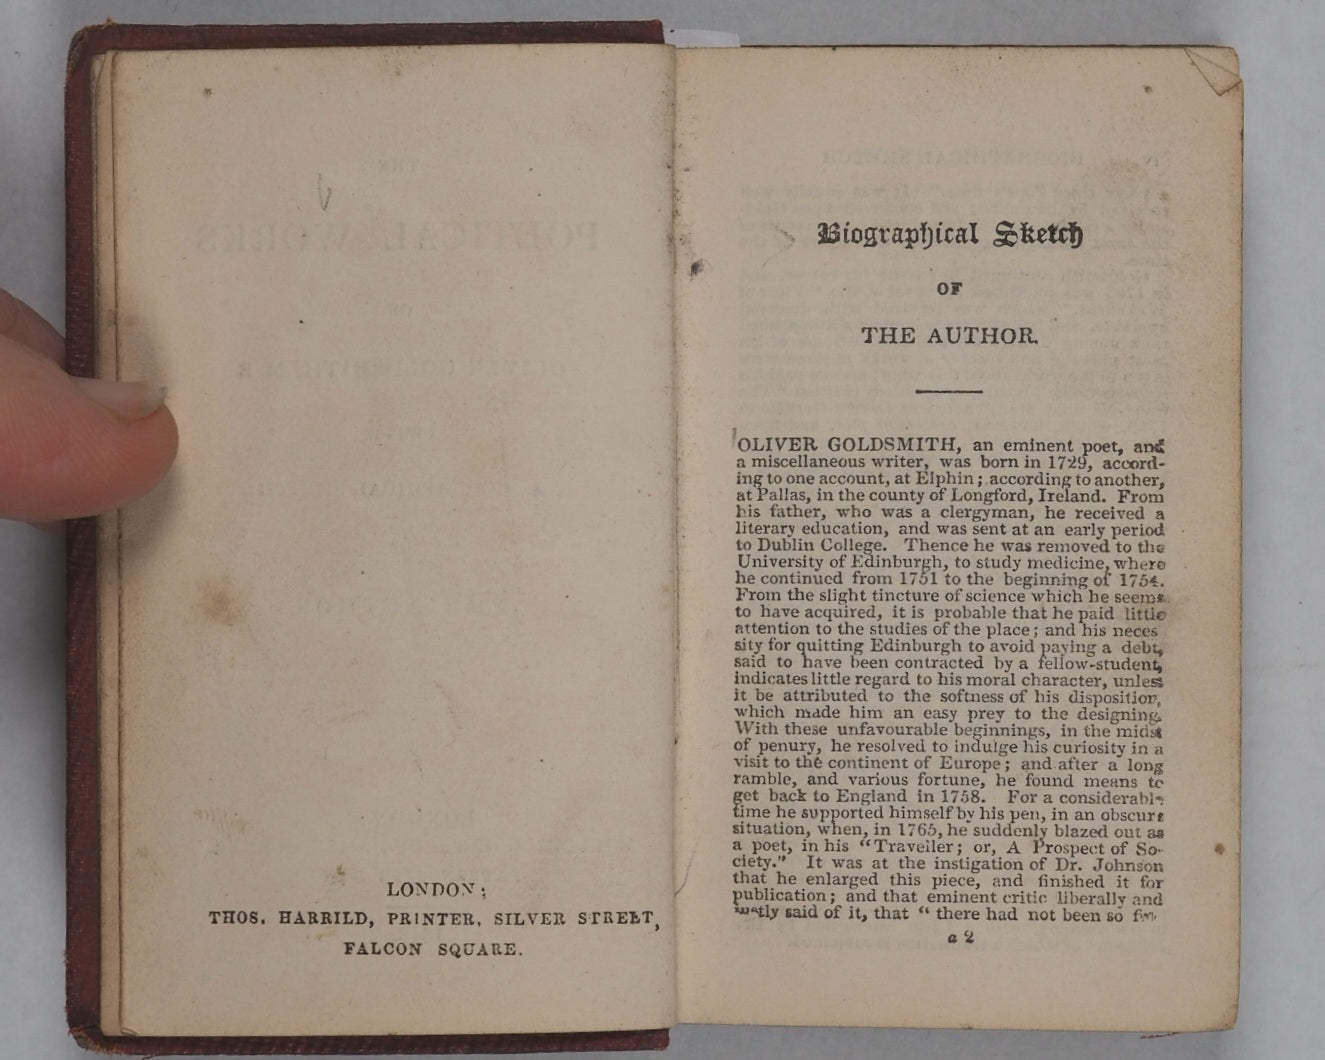 LONDON;
THOS. HARRILD, PRINTER, SILVER STREET,
FALCON SQUARE.
Biographical Sketch
OF
THE AUTHOR.
OLIVER GOLDSMITH, an eminent poet, and
a miscellaneous writer, was born in 1729, accord-
ing to one account, at Elphin; according to another,
at Pallas, in the county of Longford, Ireland. From
his father, who was a clergyman, he received a
literary education, and was sent at an early period
to Dublin College. Thence he was removed to the
University of Edinburgh, to study medicine, where
he continued from 1751 to the beginning of 1754.
From the slight tincture of science which he seems
to have acquired, it is probable that he paid little
attention to the studies of the place; and his neces
sity for quitting Edinburgh to avoid paying a debt,
said to have been contracted by a fellow-student,
indicates little regard to his moral character, unless
it be attributed to the softness of his disposition,
which made him an easy prey to the designing.
With these unfavourable beginnings, in the midst
of penury, he resolved to indulge his curiosity in a
visit to the continent of Europe; and after a long
ramble, and various fortune, he found means to
get back to England in 1758. For a considerable
time he supported himself by his pen, in an obscure
situation, when, in 1765, he suddenly blazed out as
a poet, in his "Traveller; or, A Prospect of So-
ciety." It was at the instigation of Dr. Johnson
that he enlarged this piece, and finished it for
publication; and that eminent critic liberally and
said of it, that "there had not been so
a 2